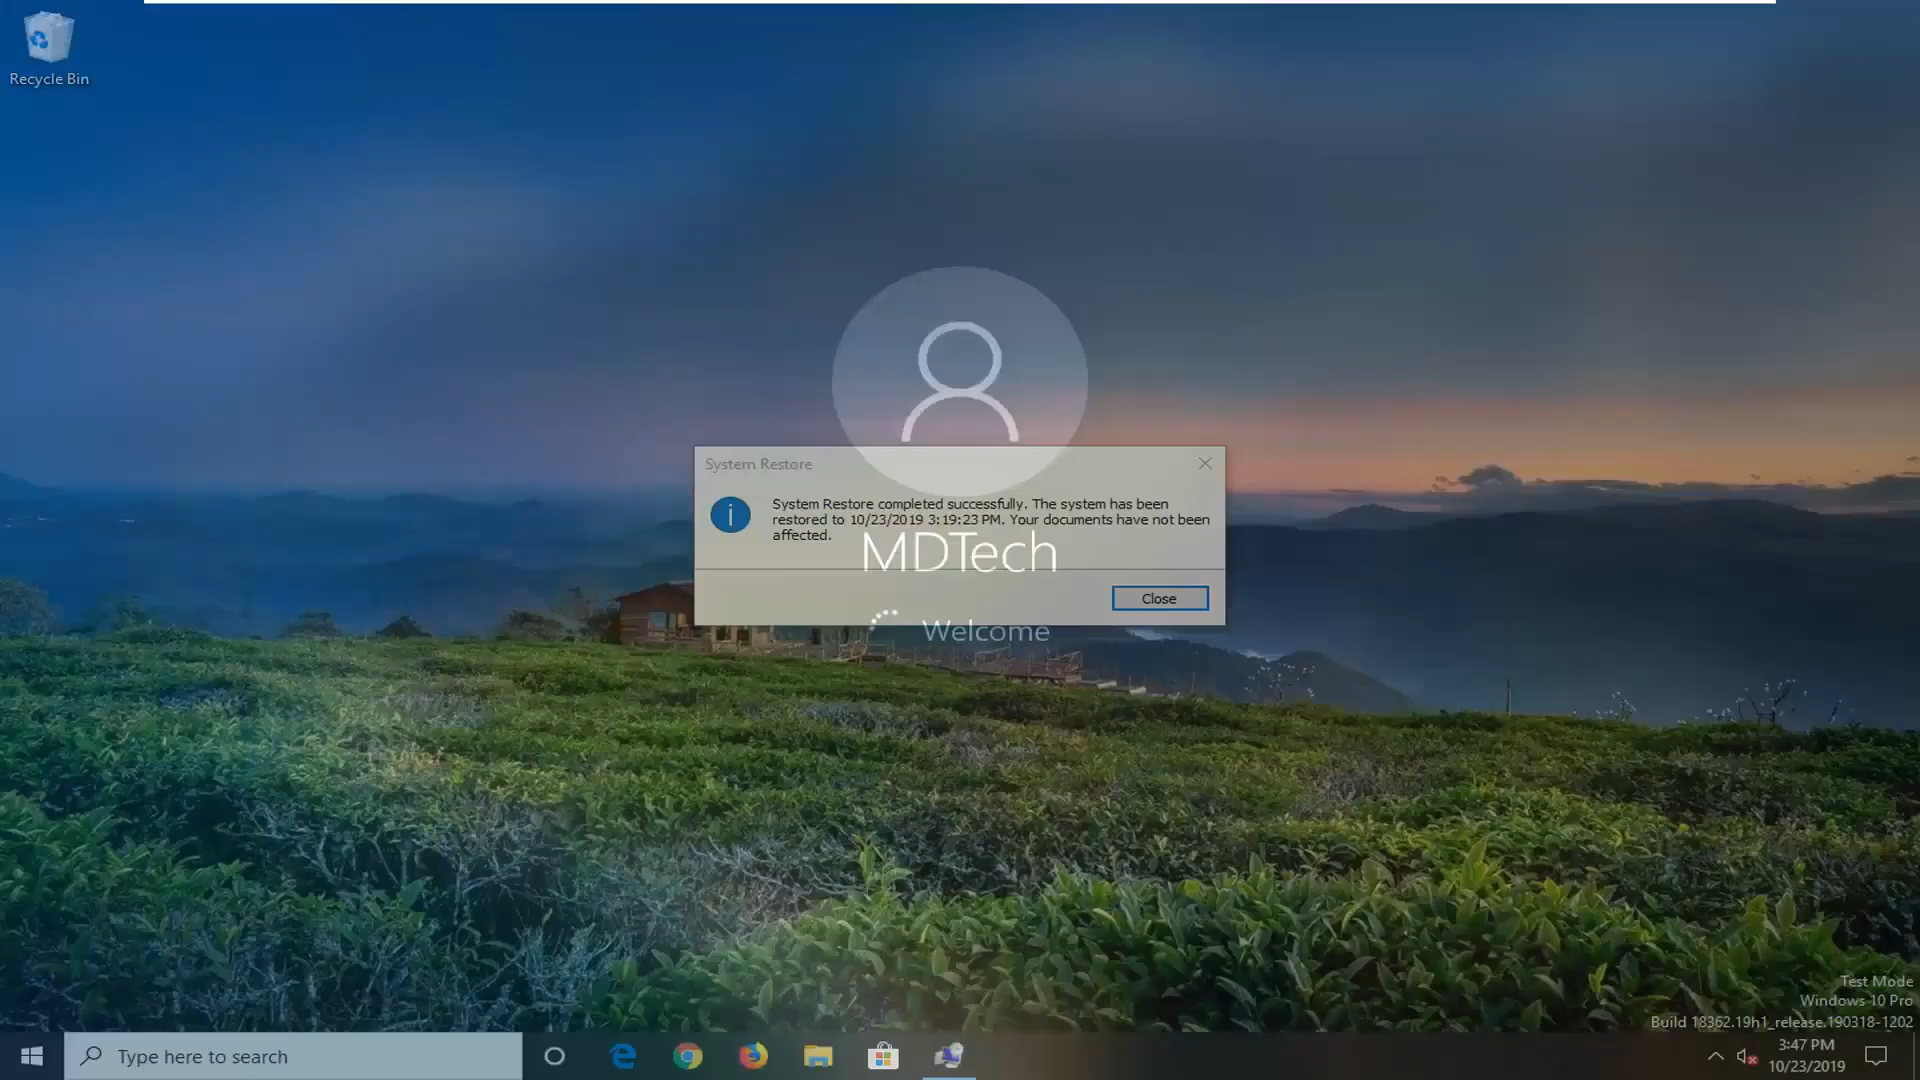 Recycle Bin
System Restore
System Restore completed successfully. The system has been
restored to 10/23/2019 3:19:23 PM. Your documents have not been
affected.
MDTech
Close
Welcome
Test Mode
Windows 10 Pro
Build 18362.19h1_release.190318-1202
Type here to search
3:47 PM
10/23/2019